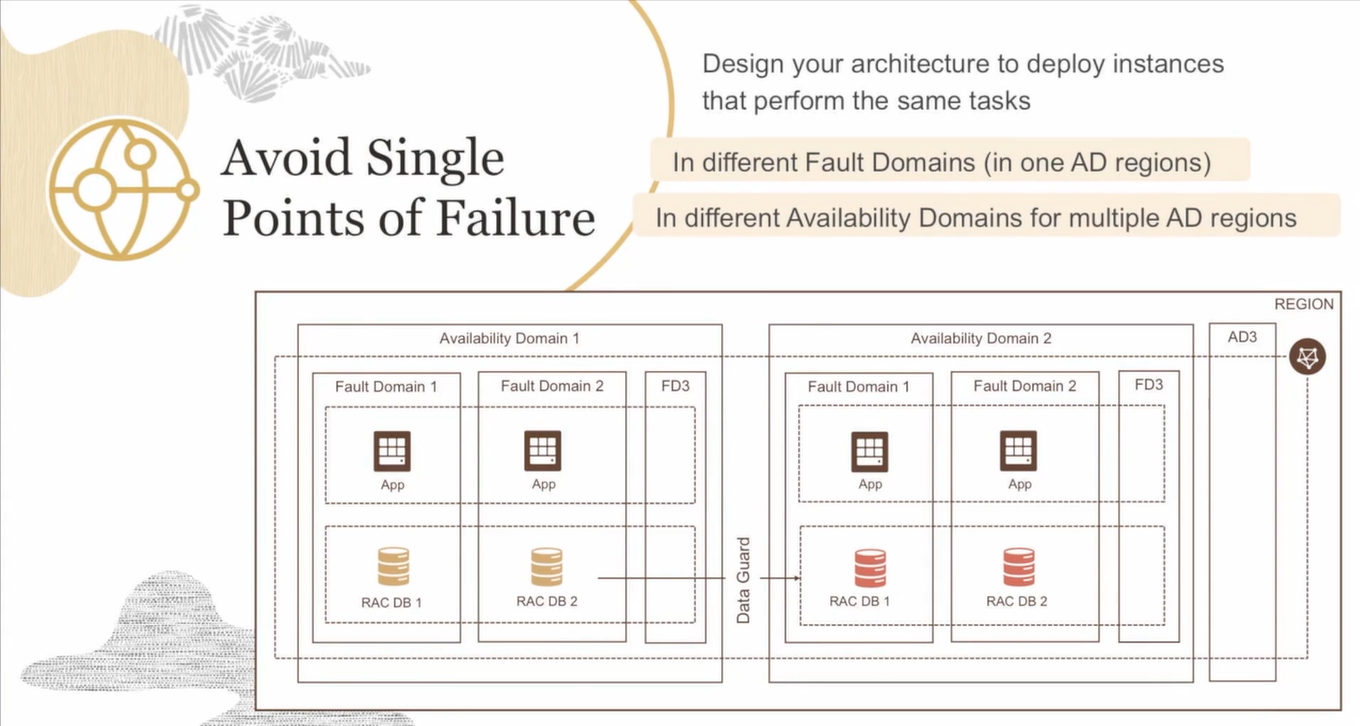 Design your architecture to deploy instances
that perform the same tasks
Avoid Single
Points of Failure
In different Fault Domains (in one AD regions)
In different Availability Domains for multiple AD regions
REGION
Availability Domain 1
Availability Domain 2
AD3
Fault Domain 1
Fault Domain 2
FD3
Fault Domain 1
Fault Domain 2
FD3
App
App
App
App
Data Guard
RAC DB 1
RAC DB 2
RAC DB 1
RAC DB 2